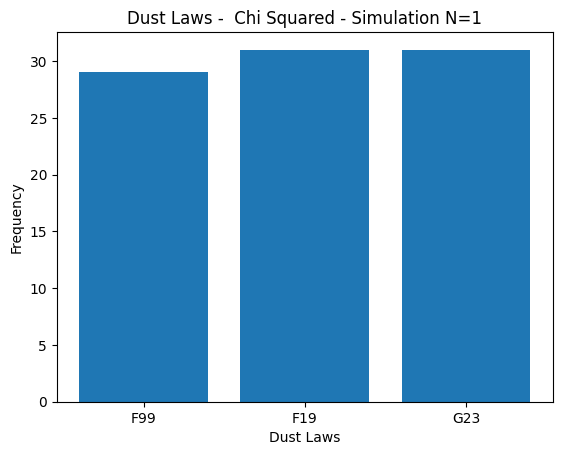 Dust Laws -  Chi Squared - Simulation N=1
Frequency
30
25
20
15
10
5
0
F99 F19 G23
Dust Laws